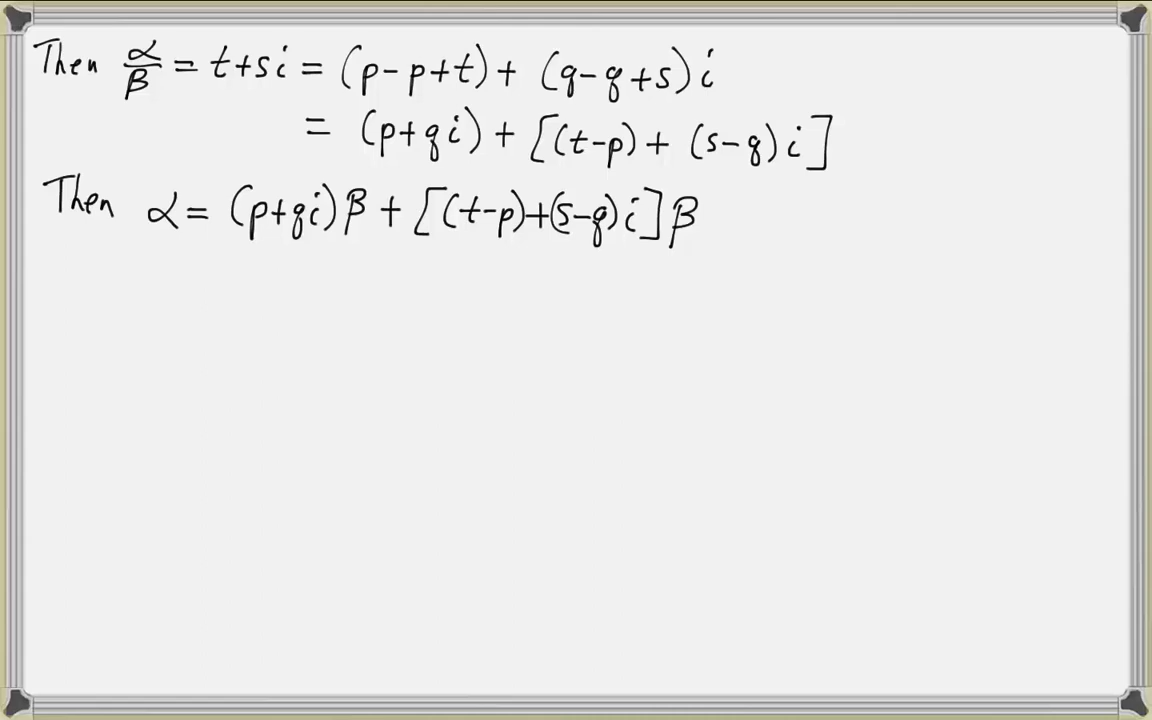 Then α/β = t+si = (p-p+t) + (q-q+s)i
= (p+qi) + [(t-p) + (s-q)i]
Then α = (p+qi)β + [(t-p)+(s-q)i]β